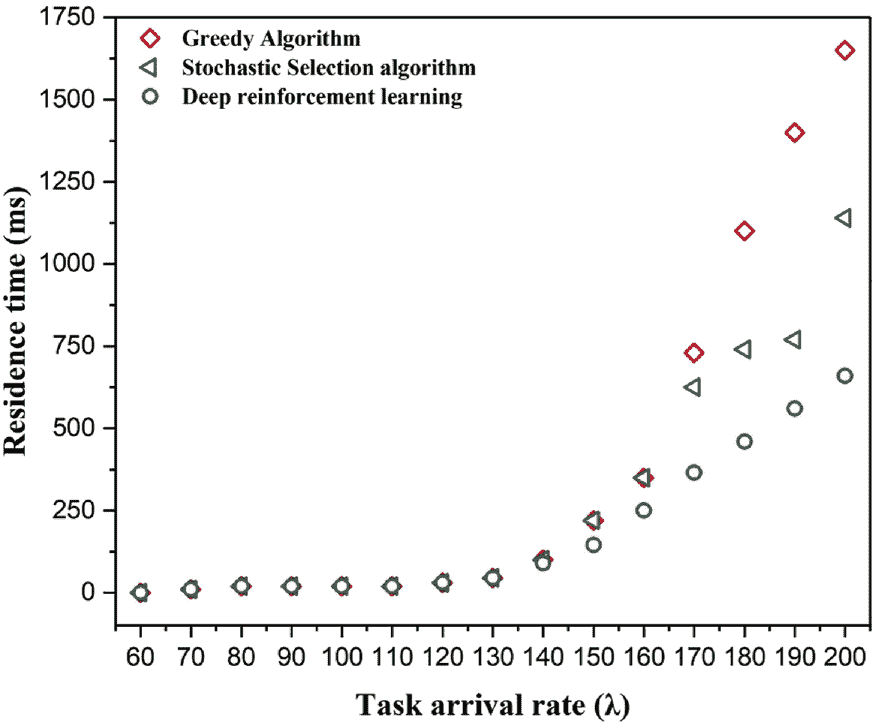 Greedy Algorithm
Stochastic Selection algorithm
Deep reinforcement learning
Residence time (ms)
1750
1500
1250
1000
750
500
250
0
60 70 80 90 100 110 120 130 140 150 160 170 180 190 200
Task arrival rate (λ)